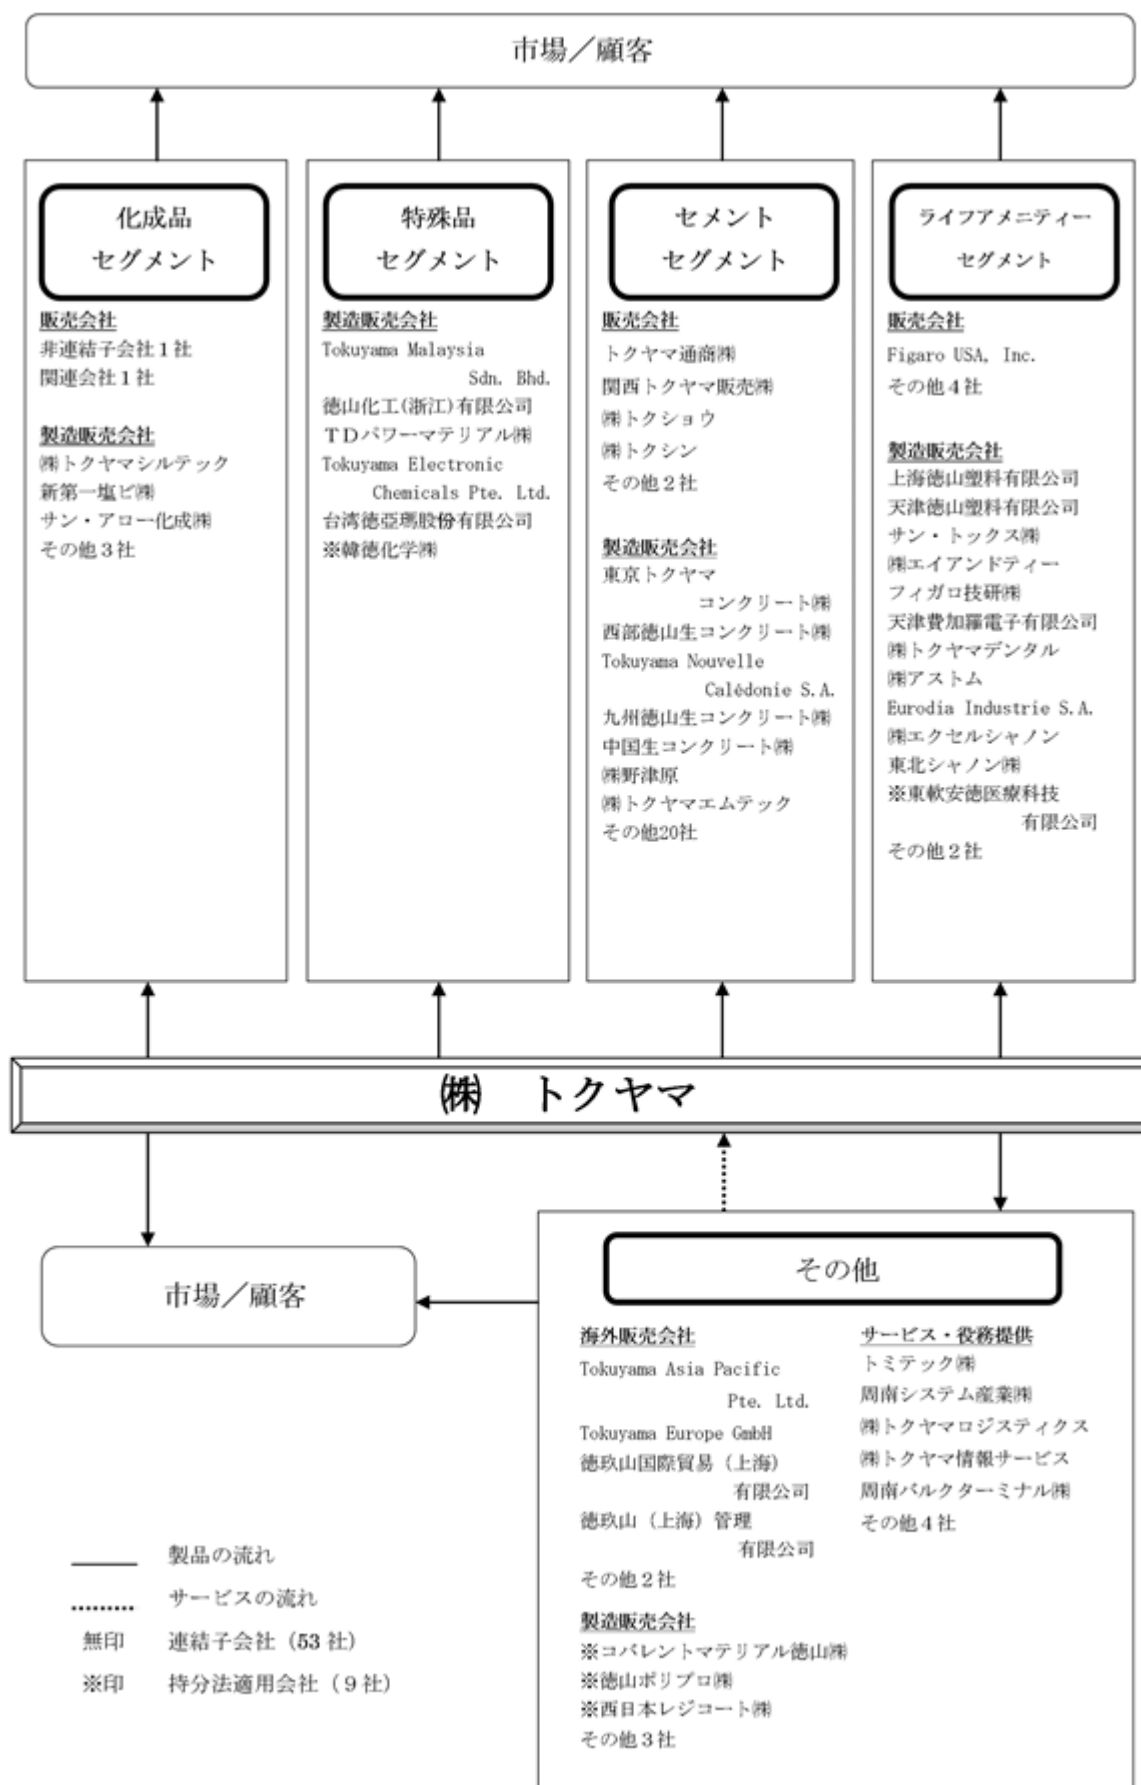 市場／顧客
化成品
セグメント
販売会社
非連結子会社１社
関連会社１社
製造販売会社
㈱トクヤマシルテック
新第一塩ビ㈱
サン・アロー化成㈱
その他３社
特殊品
セグメント
製造販売会社
Tokuyama Malaysia
Sdn. Bhd.
徳山化工(浙江)有限公司
ＴＤパワーマテリアル㈱
Tokuyama Electronic
Chemicals Pte. Ltd.
台湾徳亞瑪股份有限公司
※韓徳化学㈱
セメント
セグメント
販売会社
トクヤマ通商㈱
関西トクヤマ販売㈱
㈱トクショウ
㈱トクシン
その他２社
製造販売会社
東京トクヤマ
コンクリート㈱
西部徳山生コンクリート㈱
Tokuyama Nouvelle
Calédonie S.A.
九州徳山生コンクリート㈱
中国生コンクリート㈱
㈱野津原
㈱トクヤマエムテック
その他20社
ライフアメニティー
セグメント
販売会社
Figaro USA, Inc.
その他４社
製造販売会社
上海徳山塑料有限公司
天津徳山塑料有限公司
サン・トックス㈱
㈱エイアンドティー
フィガロ技研㈱
天津費加羅電子有限公司
㈱トクヤマデンタル
㈱アストム
Eurodia Industrie S.A.
㈱エクセルシャノン
東北シャノン㈱
※東軟安徳医療科技
有限公司
その他２社
㈱　トクヤマ
市場／顧客
その他
海外販売会社
Tokuyama Asia Pacific
Pte. Ltd.
Tokuyama Europe GmbH
徳玖山国際貿易（上海）
有限公司
徳玖山（上海）管理
有限公司
その他２社
製造販売会社
※コバレントマテリアル徳山㈱
※徳山ポリプロ㈱
※西日本レジコート㈱
その他３社
サービス・役務提供
トミテック㈱
周南システム産業㈱
㈱トクヤマロジスティクス
㈱トクヤマ情報サービス
周南バルクターミナル㈱
その他４社
製品の流れ
サービスの流れ
無印　連結子会社（53 社）
※印　持分法適用会社（９社）